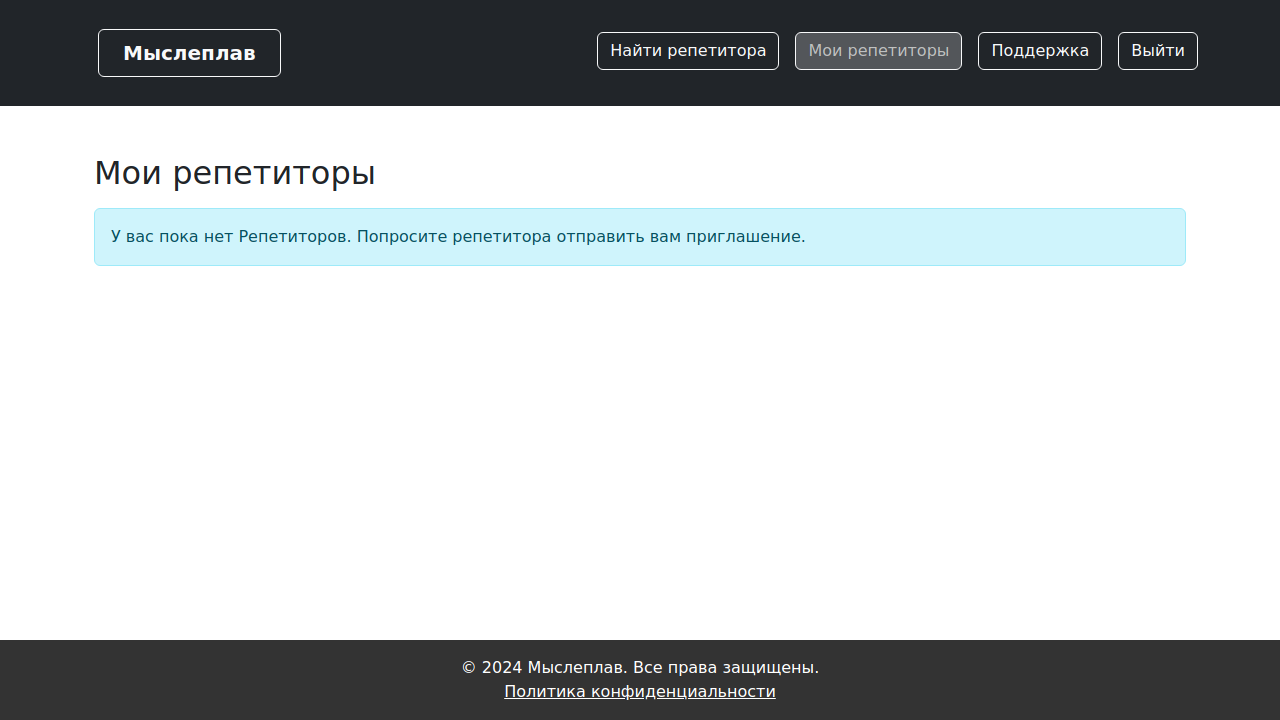 Мыслеплав
Найти репетитора
Мои репетиторы
Поддержка
Выйти
Мои репетиторы
У вас пока нет Репетиторов. Попросите репетитора отправить вам приглашение.
© 2024 Мыслеплав. Все права защищены.
Политика конфиденциальности